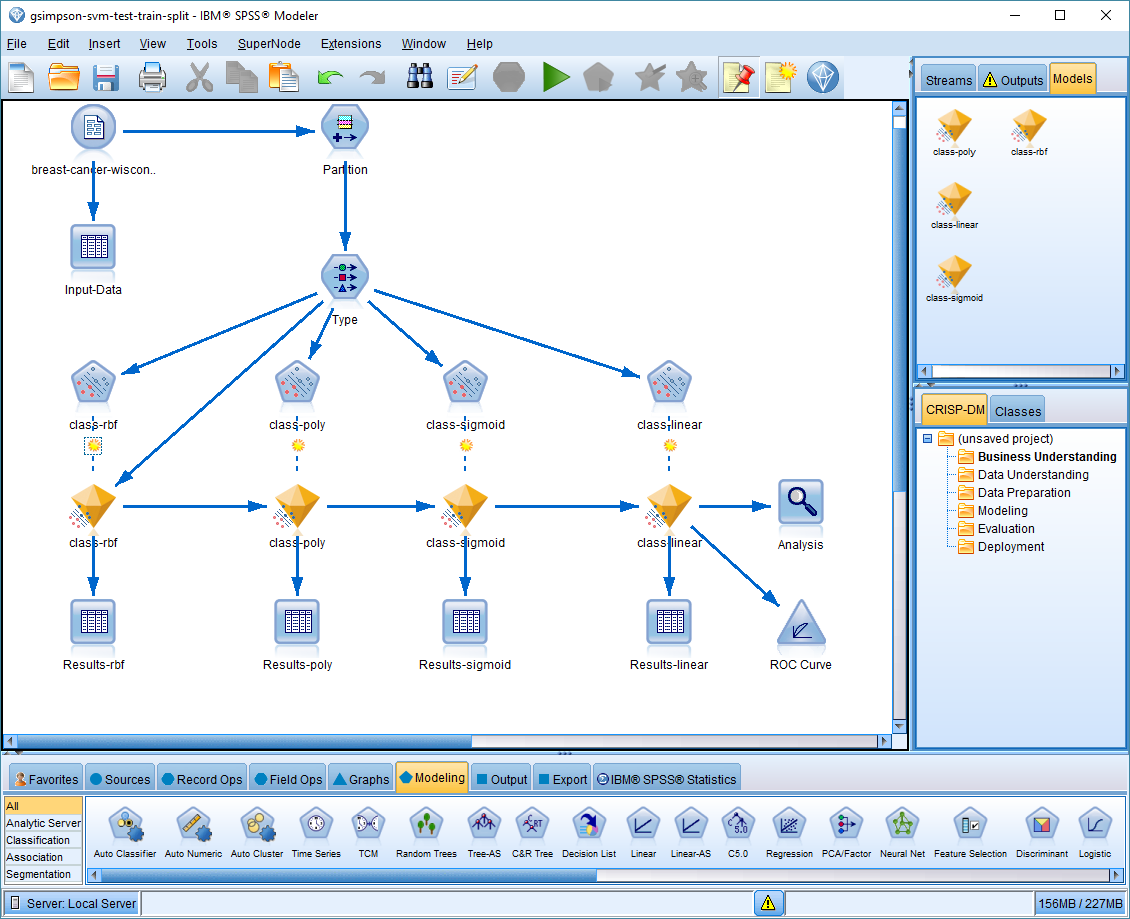 gsimpson-svm-test-train-split - IBM® SPSS® Modeler
File Edit Insert View Tools SuperNode Extensions Window Help
breast-cancer-wiscon..
Partition
Input-Data
Type
class-rbf class-poly class-sigmoid class-linear
class-rbf class-poly class-sigmoid class-linear Analysis
Results-rbf Results-poly Results-sigmoid Results-linear ROC Curve
Streams Outputs Models
class-poly class-rbf
class-linear
class-sigmoid
CRISP-DM Classes
(unsaved project)
Business Understanding
Data Understanding
Data Preparation
Modeling
Evaluation
Deployment
Favorites Sources Record Ops Field Ops Graphs Modeling Output Export IBM® SPSS® Statistics
All
Analytic Server
Classification
Association
Segmentation
Auto Classifier Auto Numeric Auto Cluster Time Series TCM Random Trees Tree-AS C&R Tree Decision List Linear Linear-AS C5.0 Regression PCA/Factor Neural Net Feature Selection Discriminant Logistic
Server: Local Server
156MB / 227MB